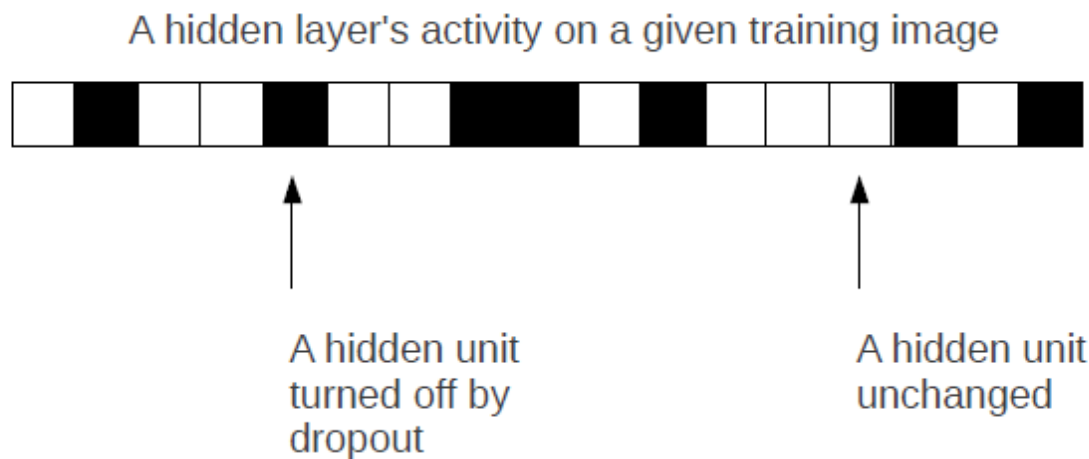 A hidden layer's activity on a given training image
A hidden unit
turned off by
dropout
A hidden unit
unchanged